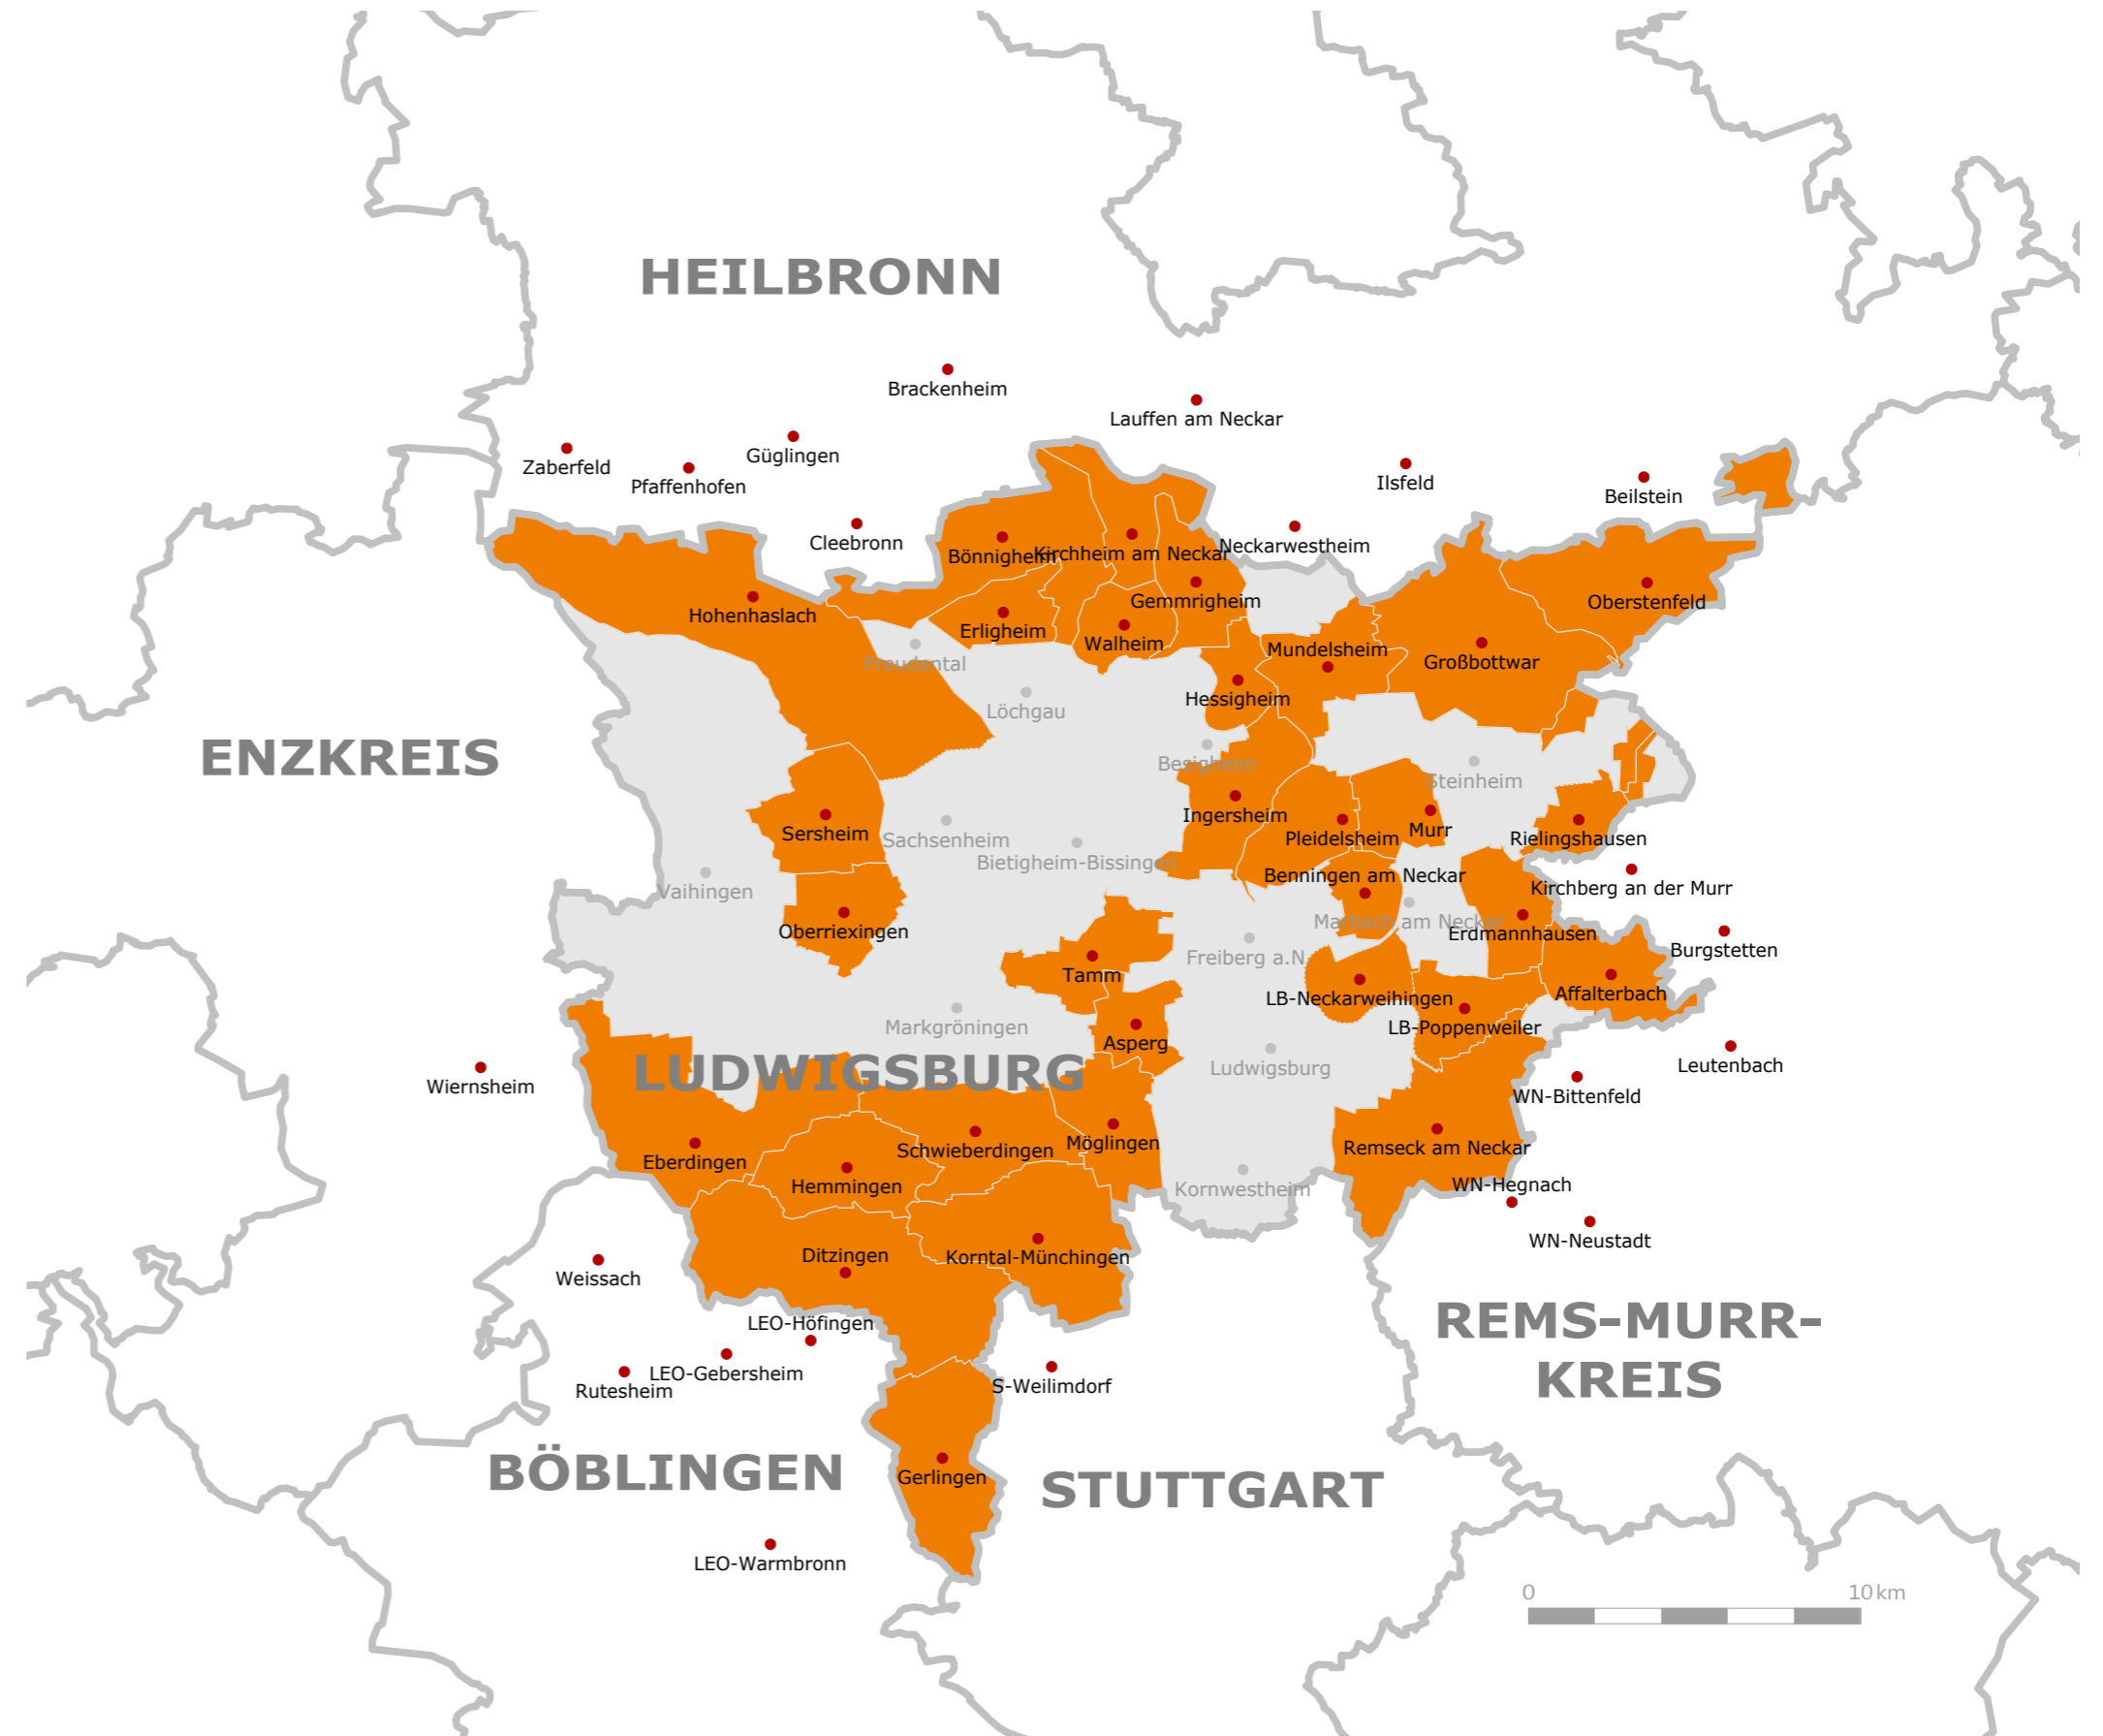 HEILBRONN
Brackenheim
Lauffen am Neckar
Güglingen
Zaberfeld
Pfaffenhofen
Ilsfeld
Beilstein
Cleebronn
Neckarwestheim
Bönnigheim
Kirchheim am Neckar
Gemmrigheim
Oberstenfeld
Hohenhaslach
Erligheim
Walheim
Mundelsheim
Großbottwar
Freudental
Hessigheim
Löchgau
ENZKREIS
Besigheim
Steinheim
Ingersheim
Sersheim
Sachsenheim
Pleidelsheim
Murr
Rielingshausen
Bietigheim-Bissingen
Benningen am Neckar
Kirchberg an der Murr
Vaihingen
Marbach am Neckar
Oberriexingen
Erdmannhausen
Burgstetten
Freiberg a.N.
Tamm
LB-Neckarweihingen
Affalterbach
Markgröningen
LB-Poppenweiler
Asperg
LUDWIGSBURG
Ludwigsburg
Leutenbach
Wiernsheim
WN-Bittenfeld
Möglingen
Schwieberdingen
Remseck am Neckar
Eberdingen
Hemmingen
Kornwestheim
WN-Hegnach
WN-Neustadt
Ditzingen
Korntal-Münchingen
Weissach
LEO-Höfingen
REMS-MURR-
KREIS
LEO-Gebersheim
Rutesheim
S-Weilimdorf
BÖBLINGEN
Gerlingen
STUTTGART
LEO-Warmbronn
0 10 km